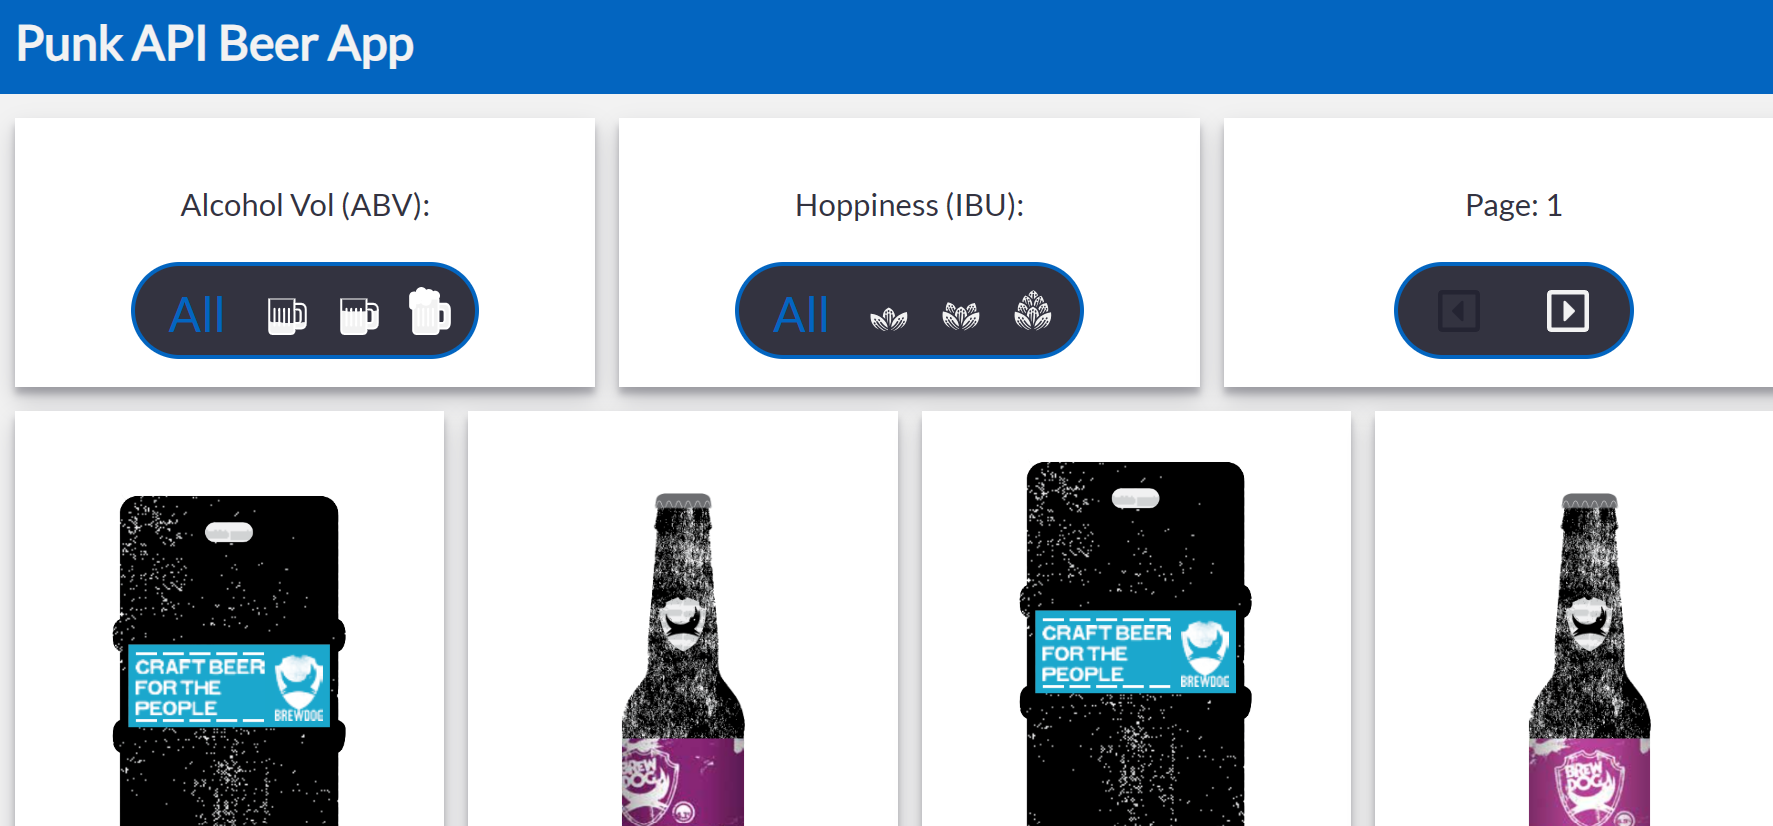 Punk API Beer App
Alcohol Vol (ABV):
Hoppiness (IBU):
Page: 1
All
All
CRAFT BEER
FOR THE
PEOPLE
BREWDOG
CRAFT BEER
FOR THE
PEOPLE
BREWDOG
BREW
DOG
BREW
DOG